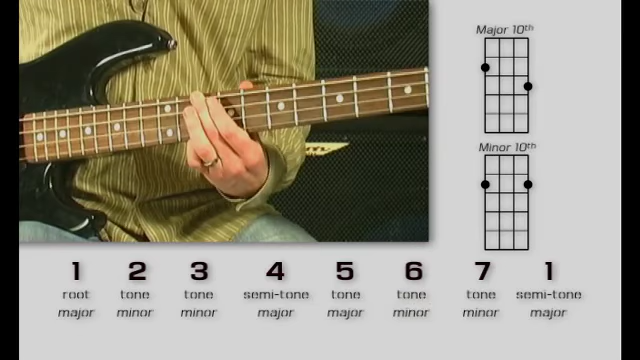 Major 10th
Minor 10th
1 2 3 4 5 6 7 1
root tone tone semi-tone tone tone tone semi-tone
major minor minor major major minor minor major